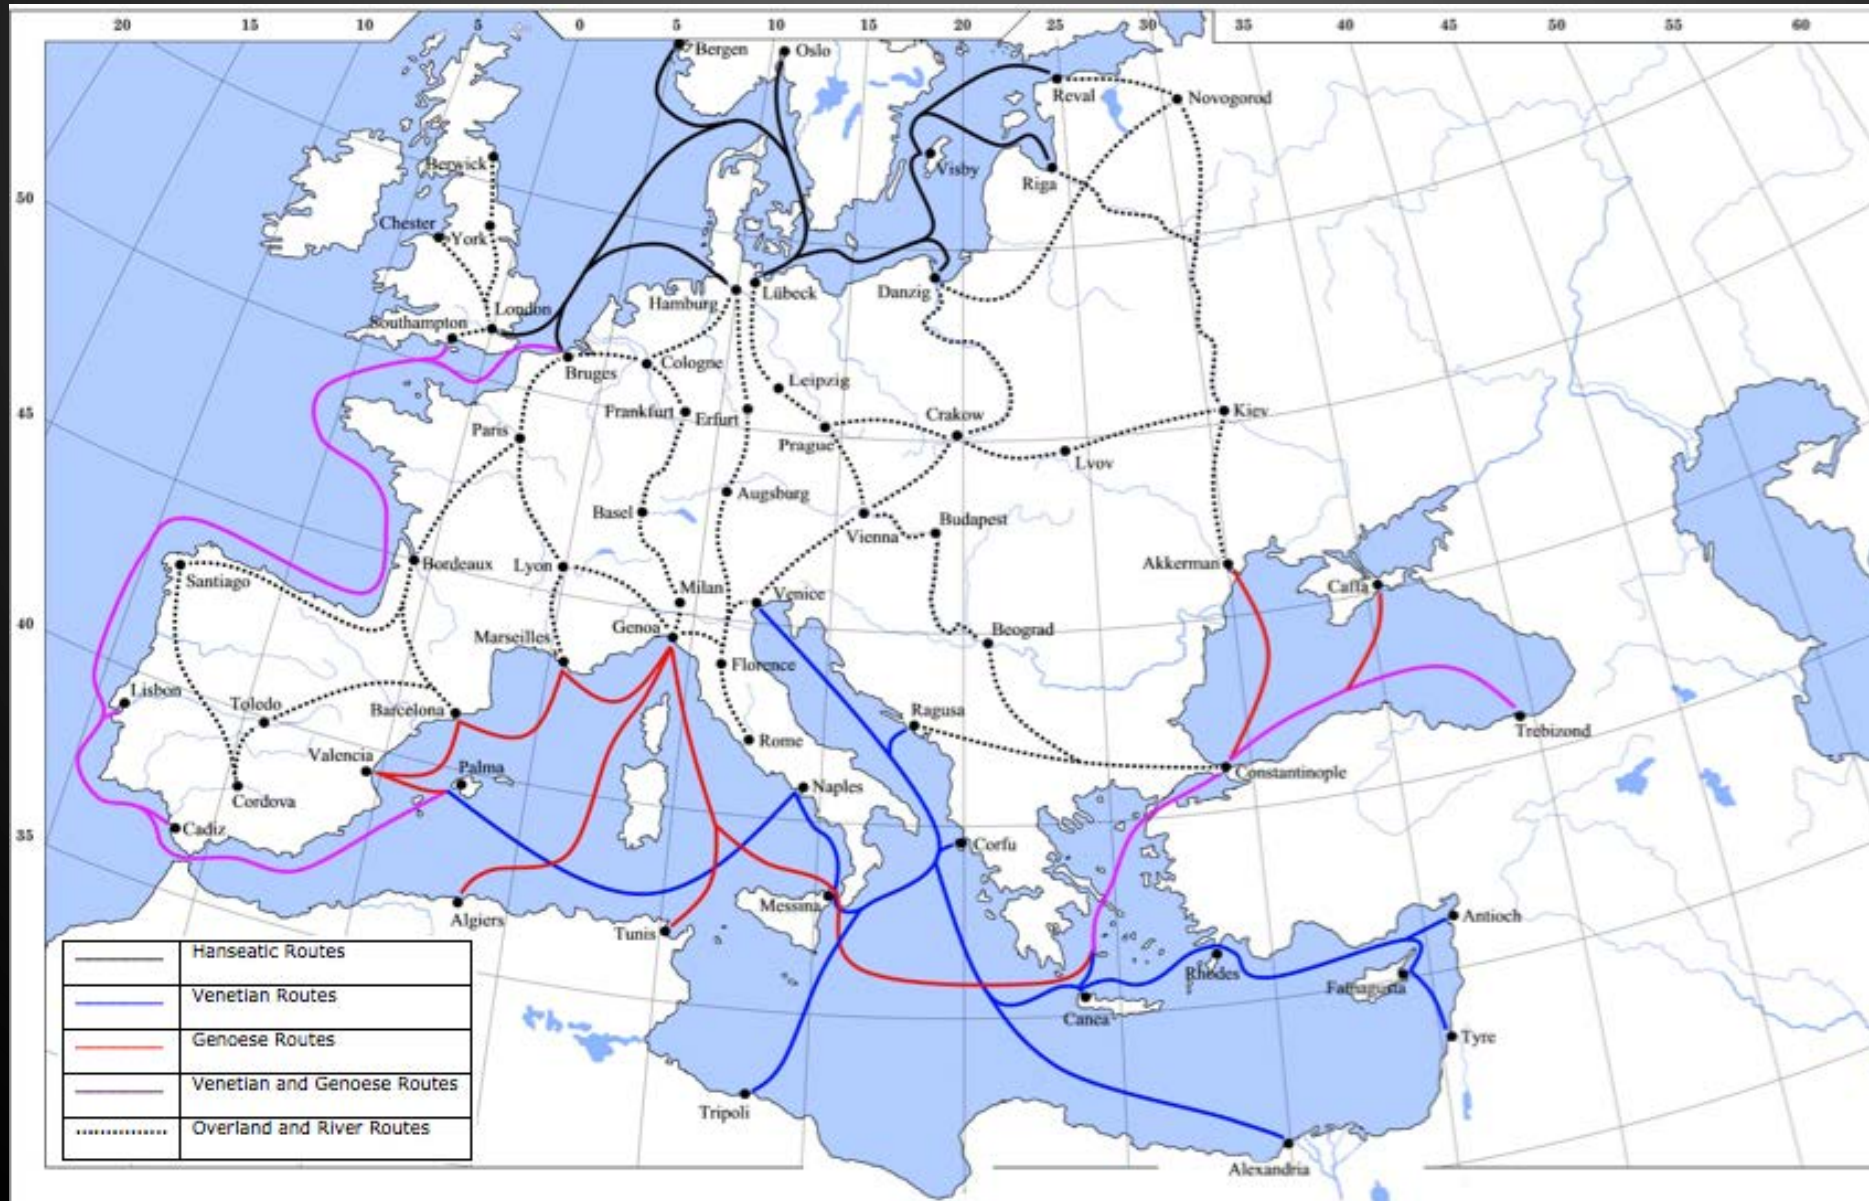 20 15 10 5 0 5 10 15 20 25 30 35 40 45 50 55 60
50
45
40
35
Bergen
Oslo
Reval
Novogorod
Berwick
Visby
Riga
Chester
York
London
Southampton
Hamburg
Lübeck
Danzig
Bruges
Cologne
Leipzig
Frankfurt
Erfurt
Crakow
Kiev
Paris
Prague
Lvov
Augsburg
Basel
Vienna
Budapest
Bordeaux
Lyon
Akkerman
Santiago
Milan
Venice
Caffa
Genoa
Marseilles
Beograd
Florence
Lisbon
Toledo
Barcelona
Ragusa
Trebizond
Rome
Valencia
Palma
Constantinople
Naples
Cordova
Cadiz
Corfu
Messina
Algiers
Tunis
Antioch
Rhodes
Famagusta
Canea
Tyre
Tripoli
Alexandria
Hanseatic Routes
Venetian Routes
Genoese Routes
Venetian and Genoese Routes
Overland and River Routes